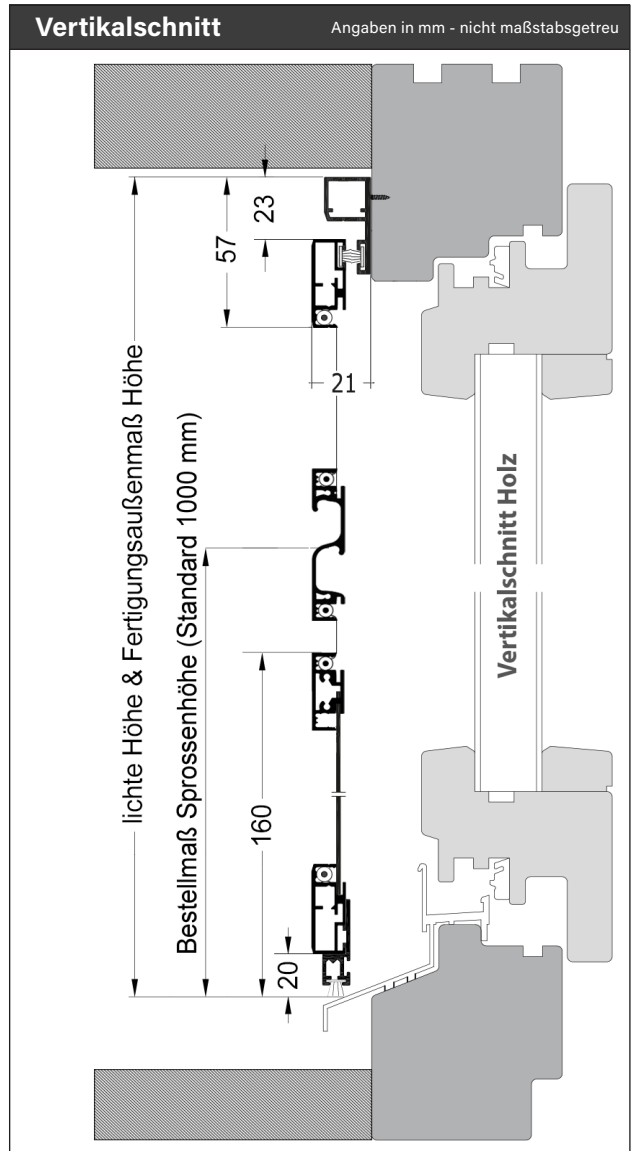 Vertikalschnitt
Angaben in mm - nicht maßstabsgetreu
23
57
21
lichte Höhe & Fertigungsaußenmaß Höhe
Bestellmaß Sprossenhöhe (Standard 1000 mm)
Vertikalschnitt Holz
160
20